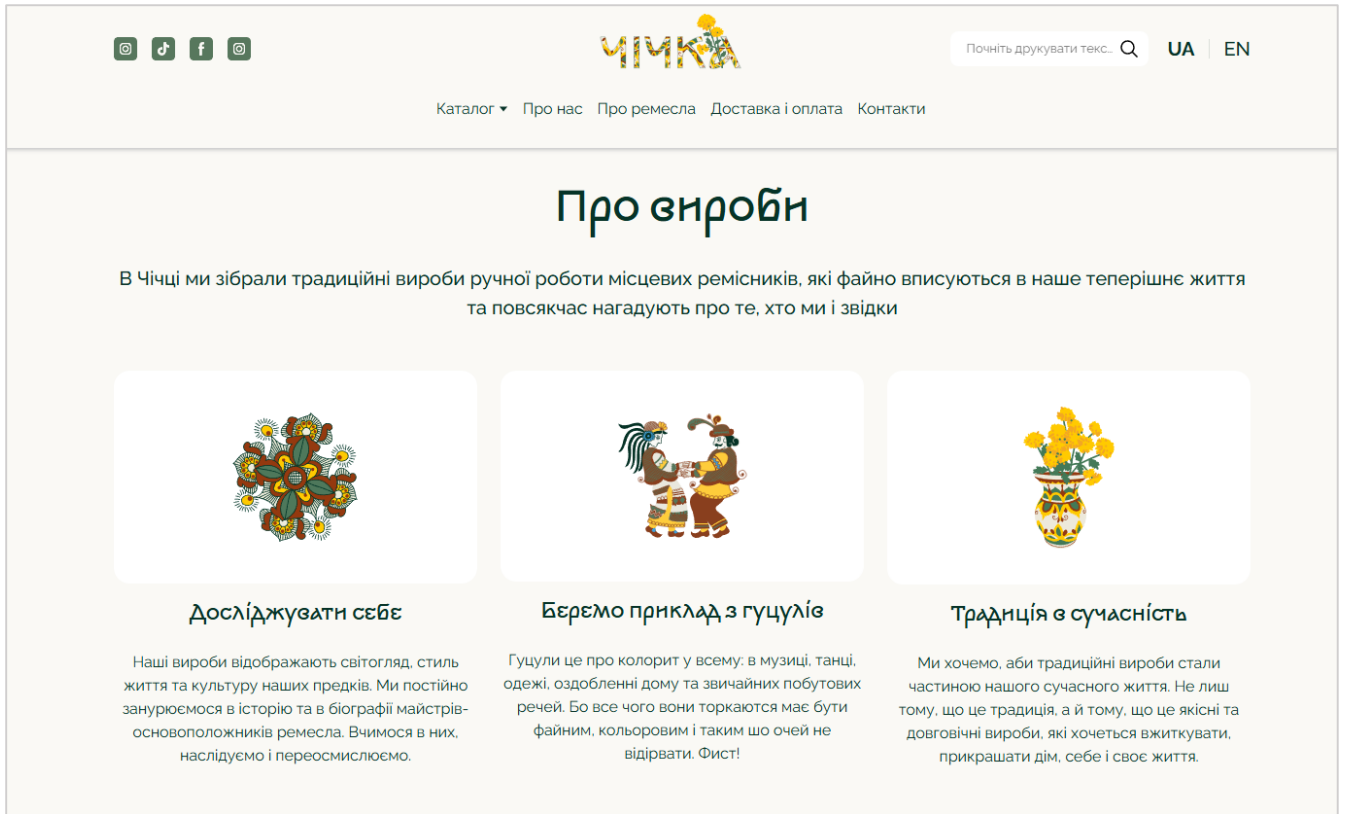 ЧІЧКА
Почніть друкувати текс...
UA
EN
Каталог Про нас Про ремесла Доставка і оплата Контакти
Про вироби
В Чічці ми зібрали традиційні вироби ручної роботи місцевих ремісників, які файно вписуються в наше теперішнє життя
та повсякчас нагадують про те, хто ми і звідки
Досліджувати себе
Наші вироби відображають світогляд, стиль
життя та культуру наших предків. Ми постійно
занурюємося в історію та в біографії майстрів-
основоположників ремесла. Вчимося в них,
наслідуємо і переосмислюємо.
Беремо приклад з гуцулів
Гуцули це про колорит у всему: в музиці, танці,
одежі, оздобленні дому та звичайних побутових
речей. Бо все чого вони торкаются має бути
файним, кольоровим і таким шо очей не
відірвати. Фист!
Традиція в сучасність
Ми хочемо, аби традиційні вироби стали
частиною нашого сучасного життя. Не лиш
тому, що це традиція, а й тому, що це якісні та
довговічні вироби, які хочеться вжиткувати,
прикрашати дім, себе і своє життя.